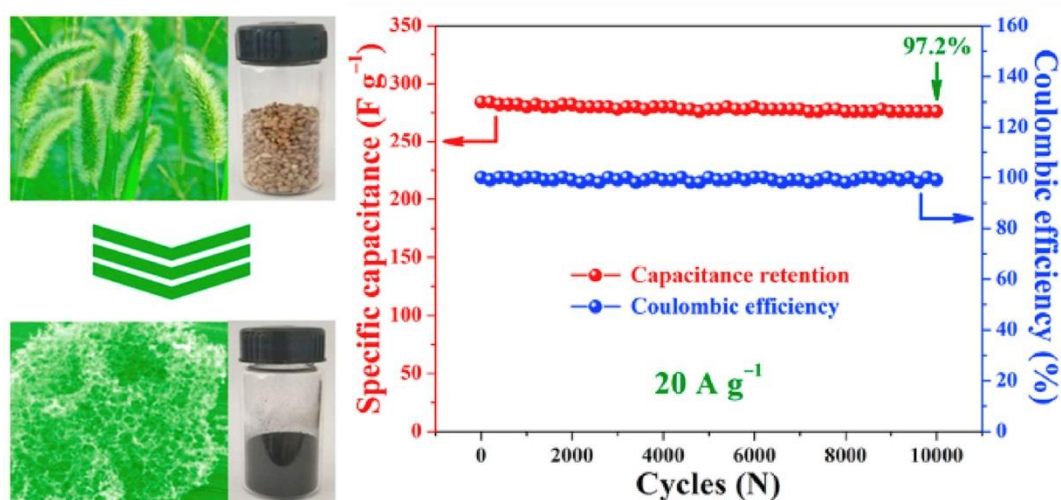 350
300
250
200
150
100
50
0
Specific capacitance (F g⁻¹)
97.2%
Capacitance retention
Coulombic efficiency
20 A g⁻¹
0 2000 4000 6000 8000 10000
Cycles (N)
160
140
120
100
80
60
40
20
0
Coulombic efficiency (%)